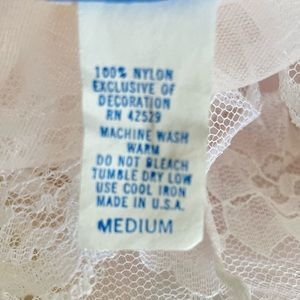 100% NYLON
EXCLUSIVE OF
DECORATION
RN 42529
MACHINE WASH
WARM
DO NOT BLEACH
TUMBLE DRY LOW
USE COOL IRON
MADE IN U.S.A.
MEDIUM